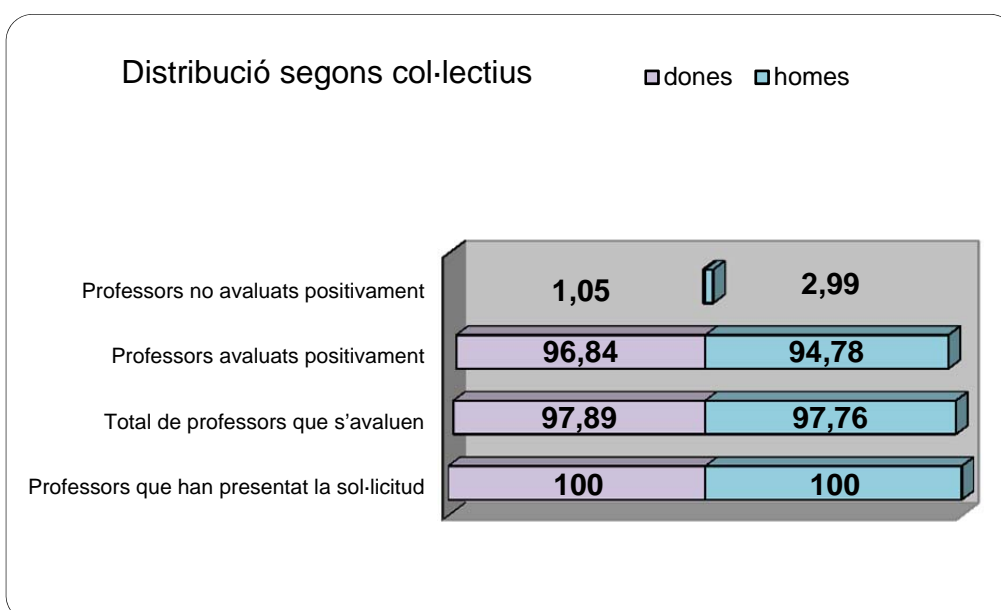 Distribució segons col·lectius
dones homes
Professors no avaluats positivament 1,05 2,99
Professors avaluats positivament 96,84 94,78
Total de professors que s’avaluen 97,89 97,76
Professors que han presentat la sol·licitud 100 100